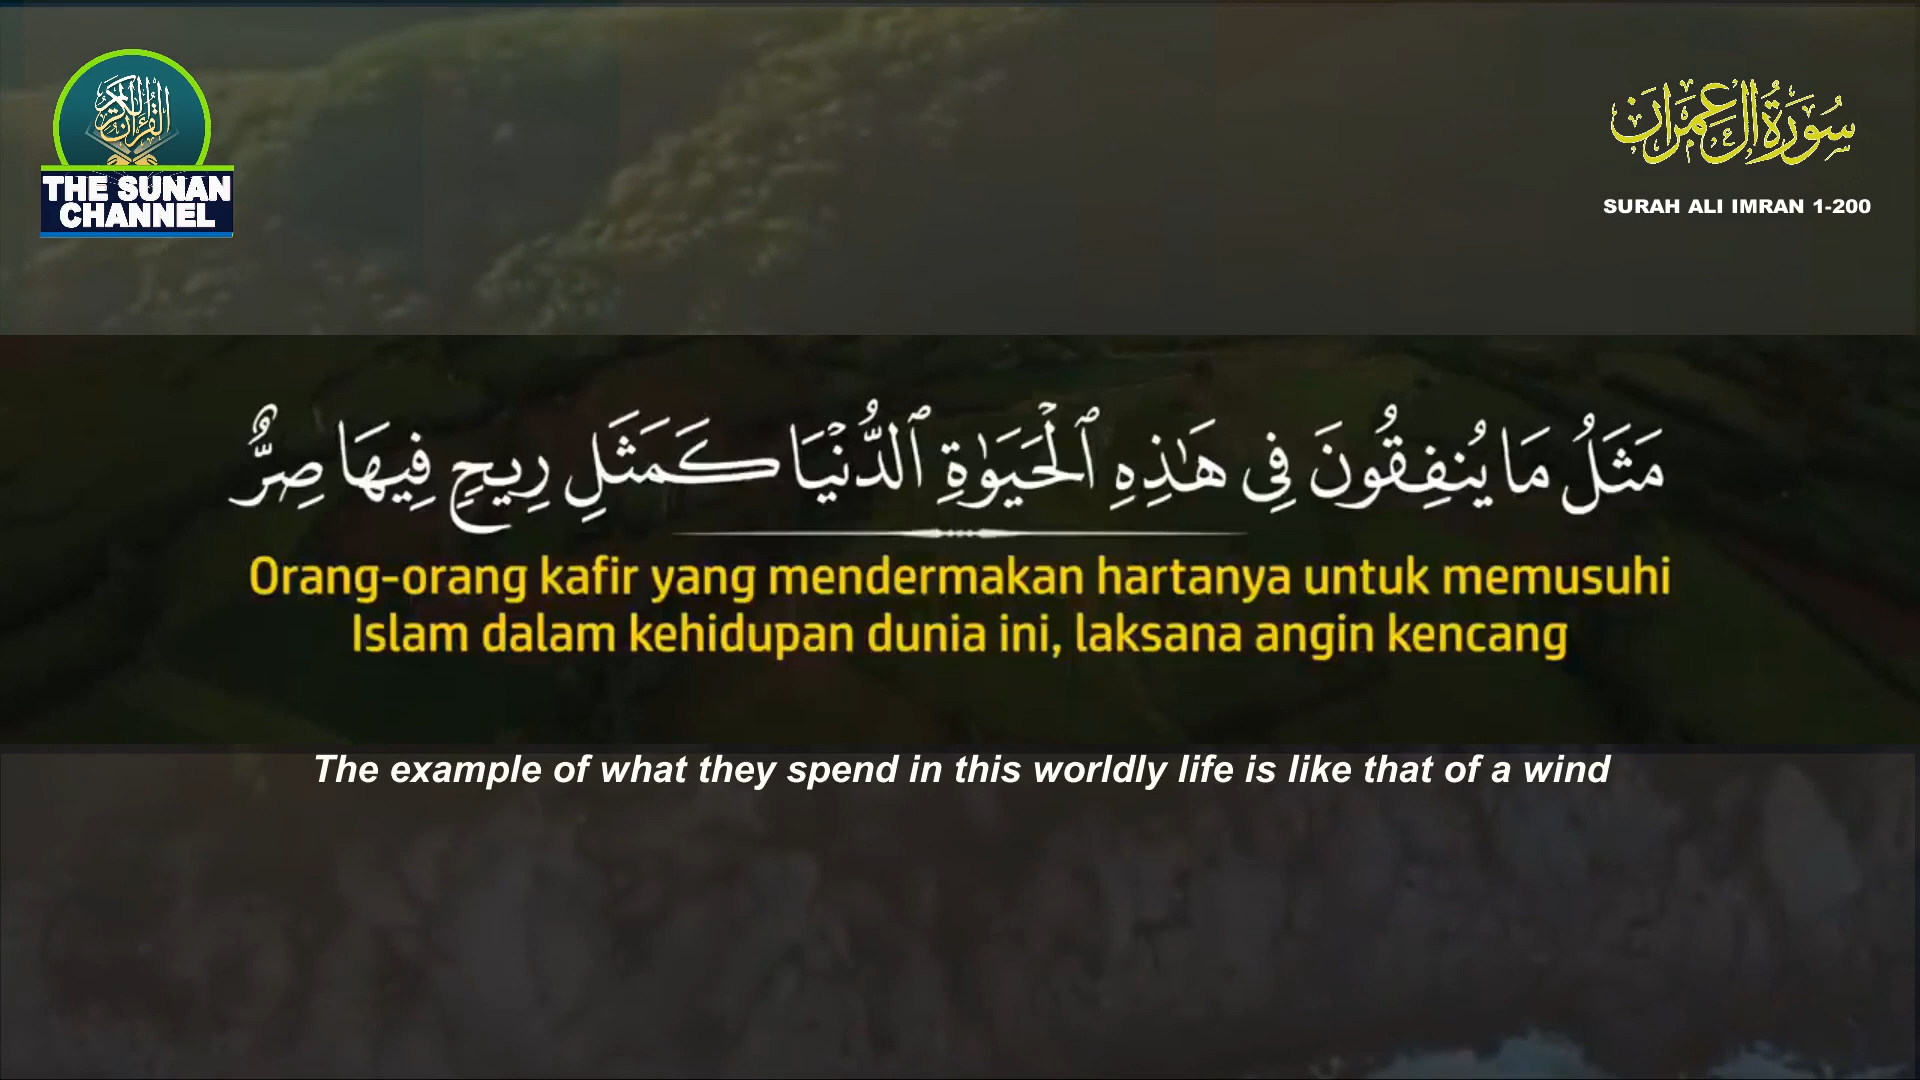 القرآن الكريم
THE SUNAN
CHANNEL
سُورَةُ آلِ عِمْرَان
SURAH ALI IMRAN 1-200
مَثَلُ مَا يُنفِقُونَ فِى هَٰذِهِ ٱلْحَيَوٰةِ ٱلدُّنْيَا كَمَثَلِ رِيحٍ فِيهَا صِرٌّ
Orang-orang kafir yang mendermakan hartanya untuk memusuhi
Islam dalam kehidupan dunia ini, laksana angin kencang
The example of what they spend in this worldly life is like that of a wind